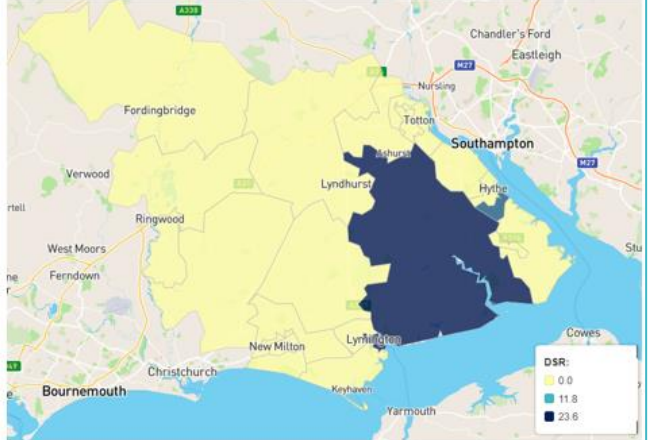 A338
Chandler's Ford
Eastleigh
M27
Nursling
Totton
Southampton
Fordingbridge
Ashurst
M27
Verwood
Lyndhurst
Hythe
Ringwood
West Moors
Ferndown
Cowes
Lymington
New Milton
Christchurch
Keyhaven
Bournemouth
Yarmouth
DSR:
0.0
11.8
23.6